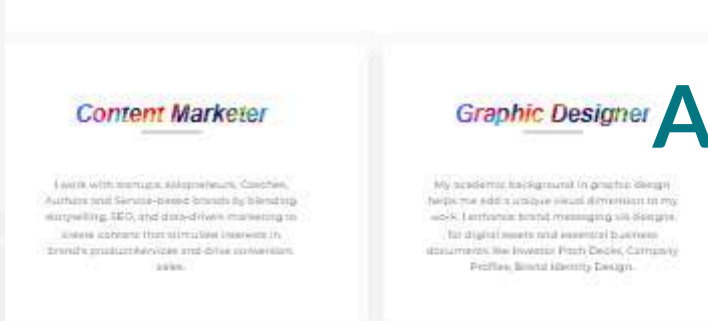 Content Marketer
I work with startups, solopreneurs, Coaches,
Authors and Service-based brands by blending
storytelling, SEO, and data-driven marketing to
create content that stimulates interests in
brand's product/services and drive conversion,
sales.
Graphic Designer
My academic background in graphic design
helps me add a unique visual dimension to my
work. I enhance brand messaging via designs
for digital assets and essential business
documents like Investor Pitch Decks, Company
Profiles, Brand Identity Design.
A